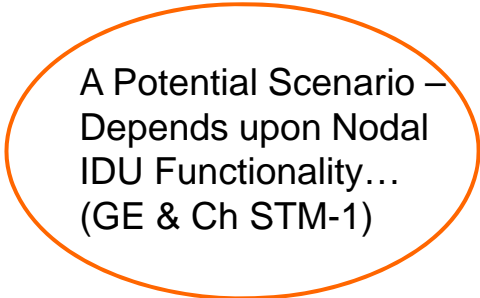 A Potential Scenario –
Depends upon Nodal
IDU Functionality…
(GE & Ch STM-1)